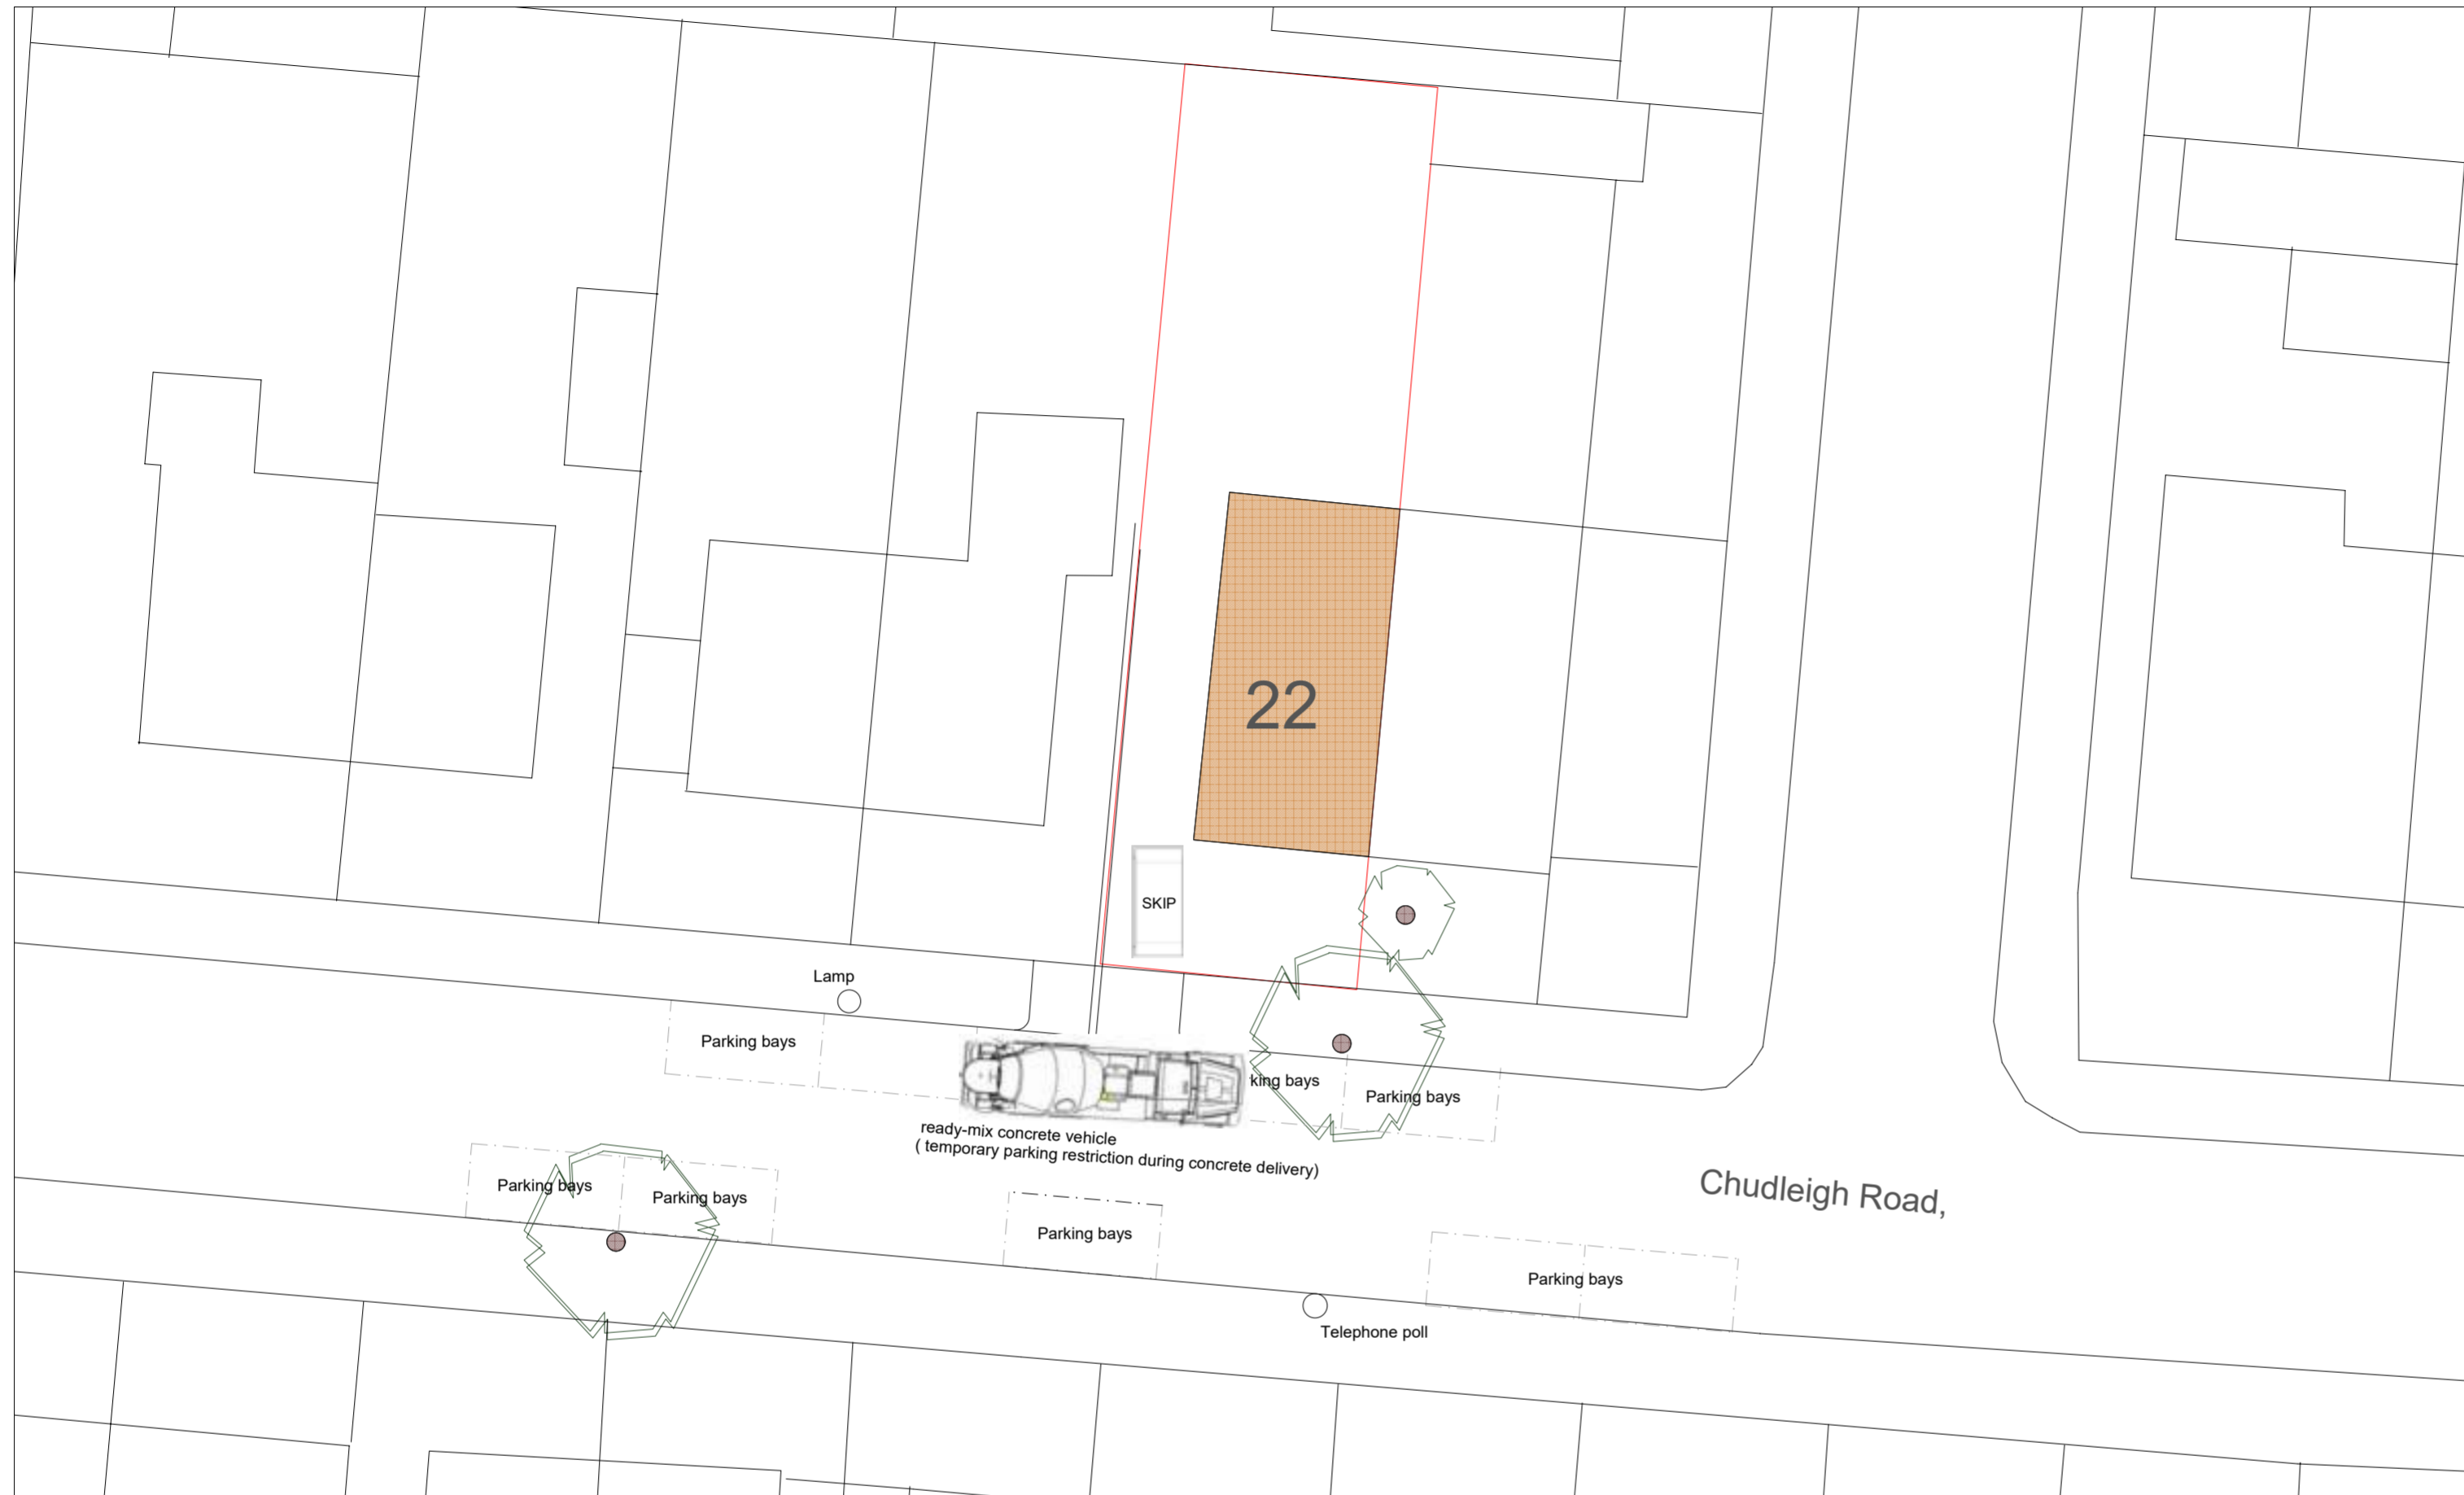 22
SKIP
Lamp
Parking bays
king bays
Parking bays
ready-mix concrete vehicle
( temporary parking restriction during concrete delivery)
Parking bays
Parking bays
Chudleigh Road,
Parking bays
Parking bays
Telephone poll